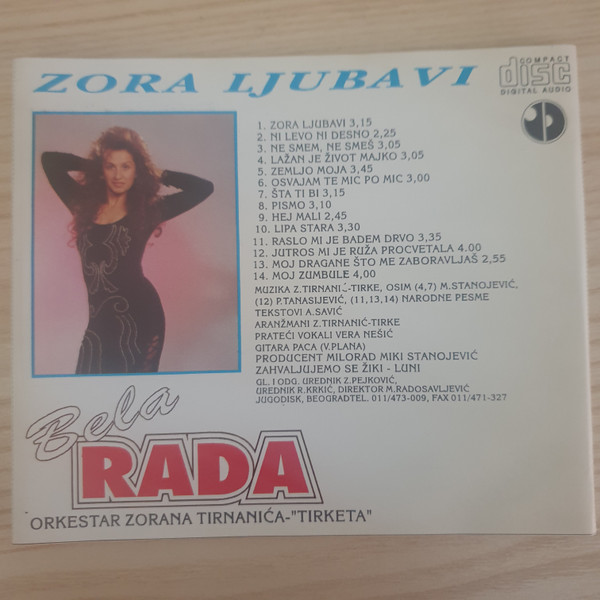 ZORA LJUBAVI
COMPACT
disc
DIGITAL AUDIO
1. ZORA LJUBAVI 3,15
2. NI LEVO NI DESNO 2,25
3. NE SMEM, NE SMEŠ 3,05
4. LAŽAN JE ŽIVOT MAJKO 3,05
5. ZEMLJO MOJA 3,45
6. OSVAJAM TE MIC PO MIC 3,00
7. ŠTA TI BI 3,15
8. PISMO 3,10
9. HEJ MALI 2,45
10. LIPA STARA 3,30
11. RASLO MI JE BADEM DRVO 3,35
12. JUTROS MI JE RUŽA PROCVETALA 4.00
13. MOJ DRAGANE ŠTO ME ZABORAVLJAŠ 2,55
14. MOJ ZUMBULE 4,00
MUZIKA Z.TIRNANIĆ-TIRKE, OSIM (4,7) M.STANOJEVIĆ,
(12) P.TANASIJEVIĆ, (11,13,14) NARODNE PESME
TEKSTOVI A.SAVIĆ
ARANŽMANI Z.TIRNANIĆ-TIRKE
PRATEĆI VOKALI VERA NEŠIĆ
GITARA PACA (V.PLANA)
PRODUCENT MILORAD MIKI STANOJEVIĆ
ZAHVALJUJEMO SE ŽIKI - LUNI
GL. I ODG. UREDNIK Z.PEJKOVIĆ,
UREDNIK R.KRKIĆ, DIREKTOR M.RADOSAVLJEVIĆ
JUGODISK, BEOGRADTEL. 011/473-009, FAX 011/471-327
Bela
RADA
ORKESTAR ZORANA TIRNANIĆA-"TIRKETA"